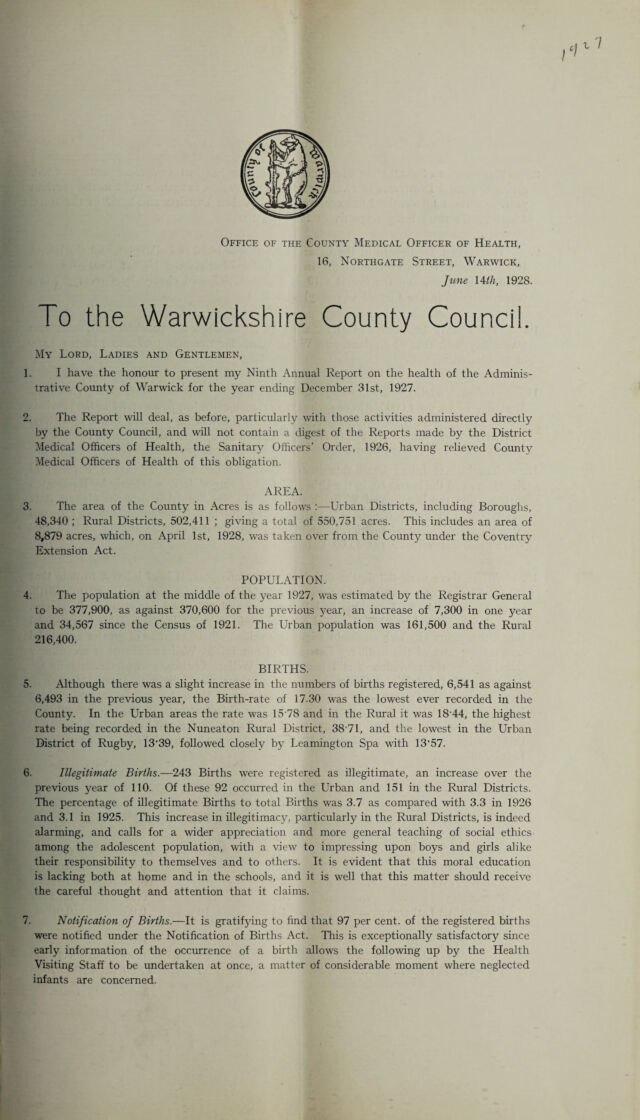 1927
County of Warwick
OFFICE OF THE COUNTY MEDICAL OFFICER OF HEALTH,
16, NORTHGATE STREET, WARWICK,
June 14th, 1928.
To the Warwickshire County Council.
MY LORD, LADIES AND GENTLEMEN,
1. I have the honour to present my Ninth Annual Report on the health of the Adminis-
trative County of Warwick for the year ending December 31st, 1927.
2. The Report will deal, as before, particularly with those activities administered directly
by the County Council, and will not contain a digest of the Reports made by the District
Medical Officers of Health, the Sanitary Officers' Order, 1926, having relieved County
Medical Officers of Health of this obligation.
AREA.
3. The area of the County in Acres is as follows :—Urban Districts, including Boroughs,
48,340 ; Rural Districts, 502,411 ; giving a total of 550,751 acres. This includes an area of
8,879 acres, which, on April 1st, 1928, was taken over from the County under the Coventry
Extension Act.
POPULATION.
4. The population at the middle of the year 1927, was estimated by the Registrar General
to be 377,900, as against 370,600 for the previous year, an increase of 7,300 in one year
and 34,567 since the Census of 1921. The Urban population was 161,500 and the Rural
216,400.
BIRTHS.
5. Although there was a slight increase in the numbers of births registered, 6,541 as against
6,493 in the previous year, the Birth-rate of 17.30 was the lowest ever recorded in the
County. In the Urban areas the rate was 15·78 and in the Rural it was 18·44, the highest
rate being recorded in the Nuneaton Rural District, 38·71, and the lowest in the Urban
District of Rugby, 13·39, followed closely by Leamington Spa with 13·57.
6. Illegitimate Births.—243 Births were registered as illegitimate, an increase over the
previous year of 110. Of these 92 occurred in the Urban and 151 in the Rural Districts.
The percentage of illegitimate Births to total Births was 3.7 as compared with 3.3 in 1926
and 3.1 in 1925. This increase in illegitimacy, particularly in the Rural Districts, is indeed
alarming, and calls for a wider appreciation and more general teaching of social ethics
among the adolescent population, with a view to impressing upon boys and girls alike
their responsibility to themselves and to others. It is evident that this moral education
is lacking both at home and in the schools, and it is well that this matter should receive
the careful thought and attention that it claims.
7. Notification of Births.—It is gratifying to find that 97 per cent. of the registered births
were notified under the Notification of Births Act. This is exceptionally satisfactory since
early information of the occurrence of a birth allows the following up by the Health
Visiting Staff to be undertaken at once, a matter of considerable moment where neglected
infants are concerned.